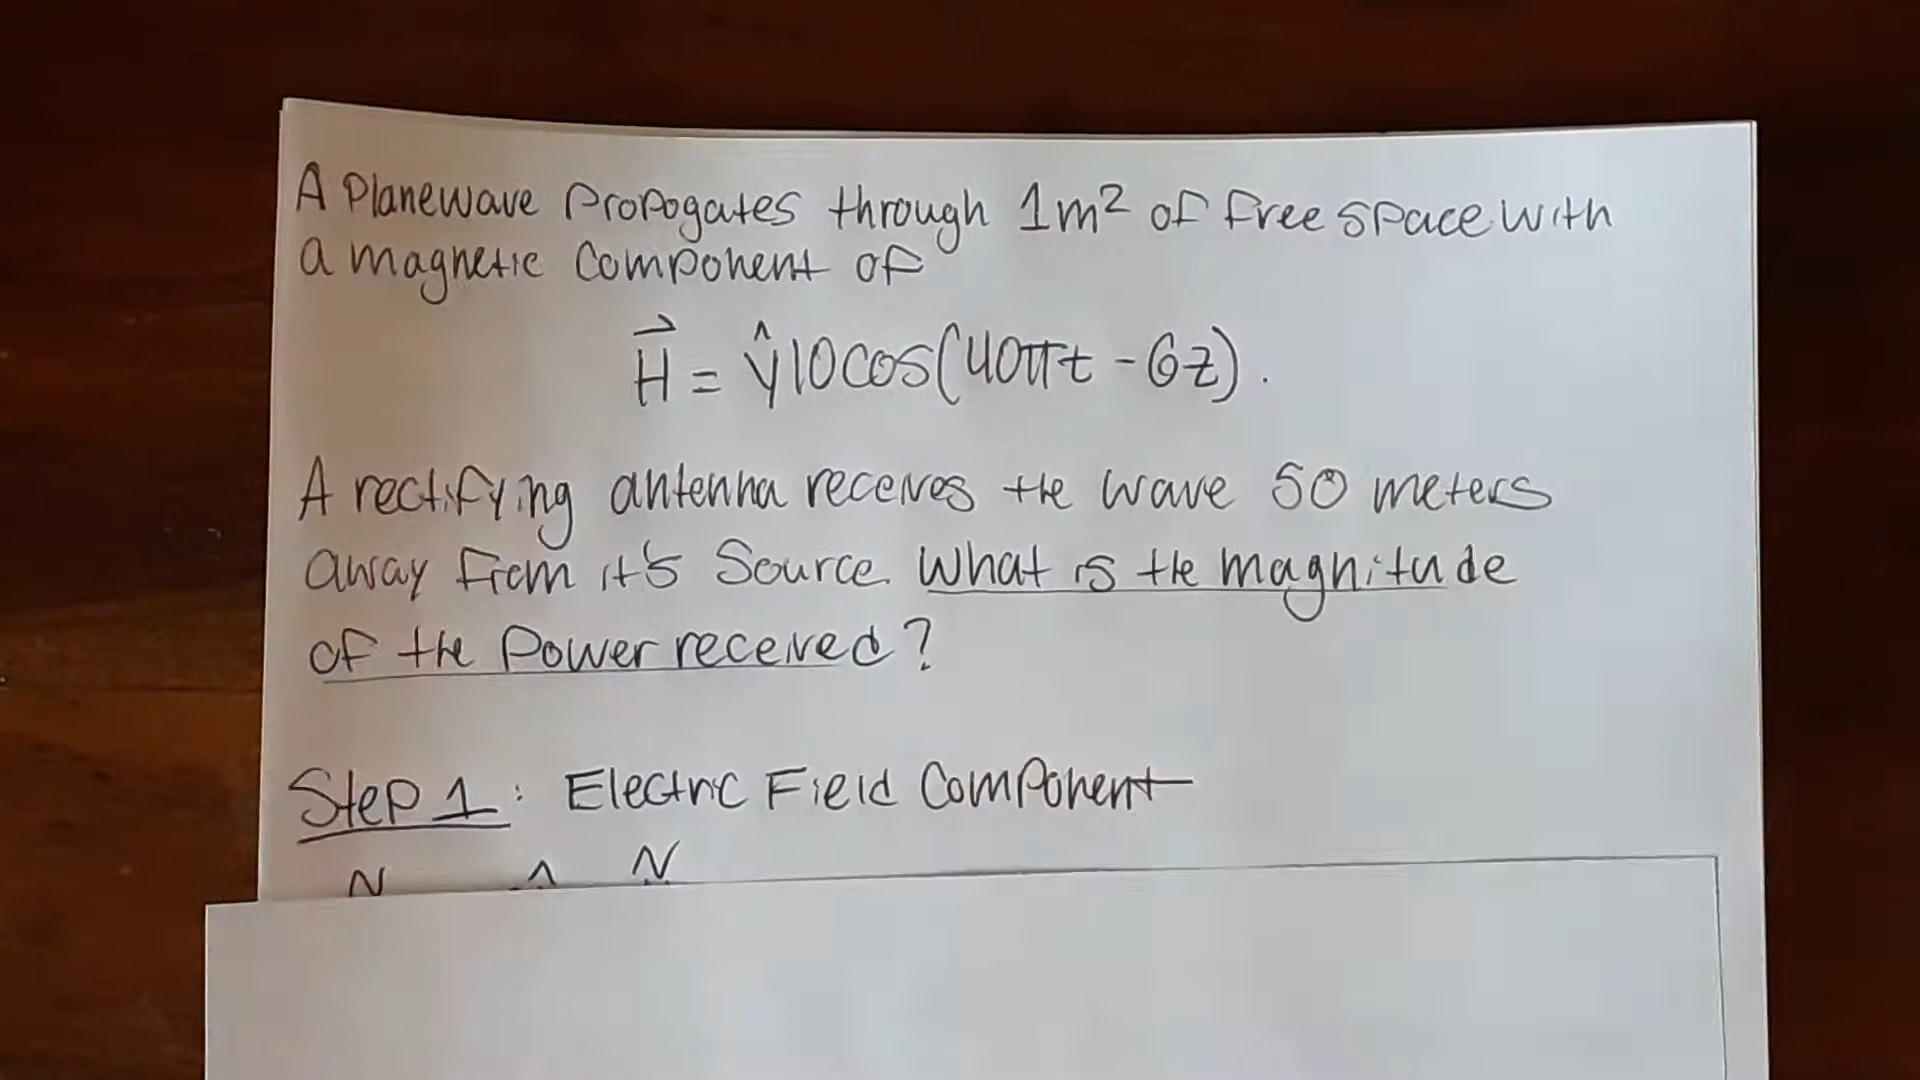 A Planewave Propogates through 1m² of free space with
a magnetic component of
H⃗ = ŷ10cos(40πt - 6z).
A rectifying antenna receives the wave 50 meters
away from it's source. What is the magnitude
of the Power received?
Step 1: Electric Field Component